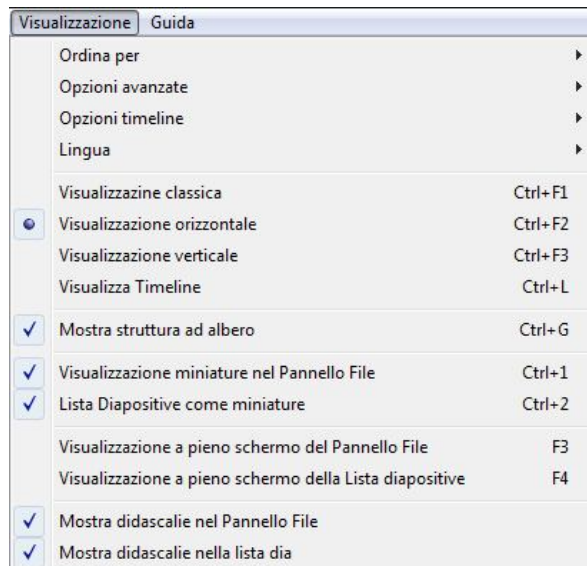 Visualizzazione Guida
Ordina per
Opzioni avanzate
Opzioni timeline
Lingua
Visualizzazine classica Ctrl+F1
Visualizzazione orizzontale Ctrl+F2
Visualizzazione verticale Ctrl+F3
Visualizza Timeline Ctrl+L
Mostra struttura ad albero Ctrl+G
Visualizzazione miniature nel Pannello File Ctrl+1
Lista Diapositive come miniature Ctrl+2
Visualizzazione a pieno schermo del Pannello File F3
Visualizzazione a pieno schermo della Lista diapositive F4
Mostra didascalie nel Pannello File
Mostra didascalie nella lista dia